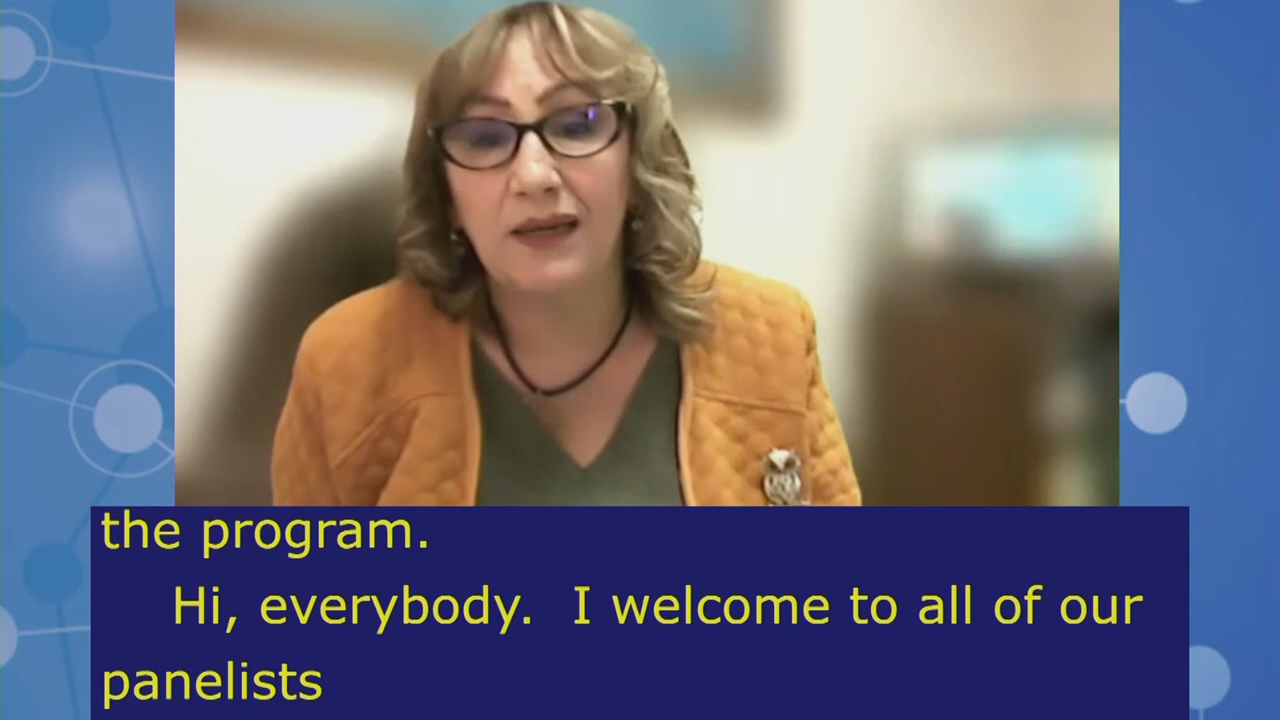 the program.
Hi, everybody.  I welcome to all of our
panelists